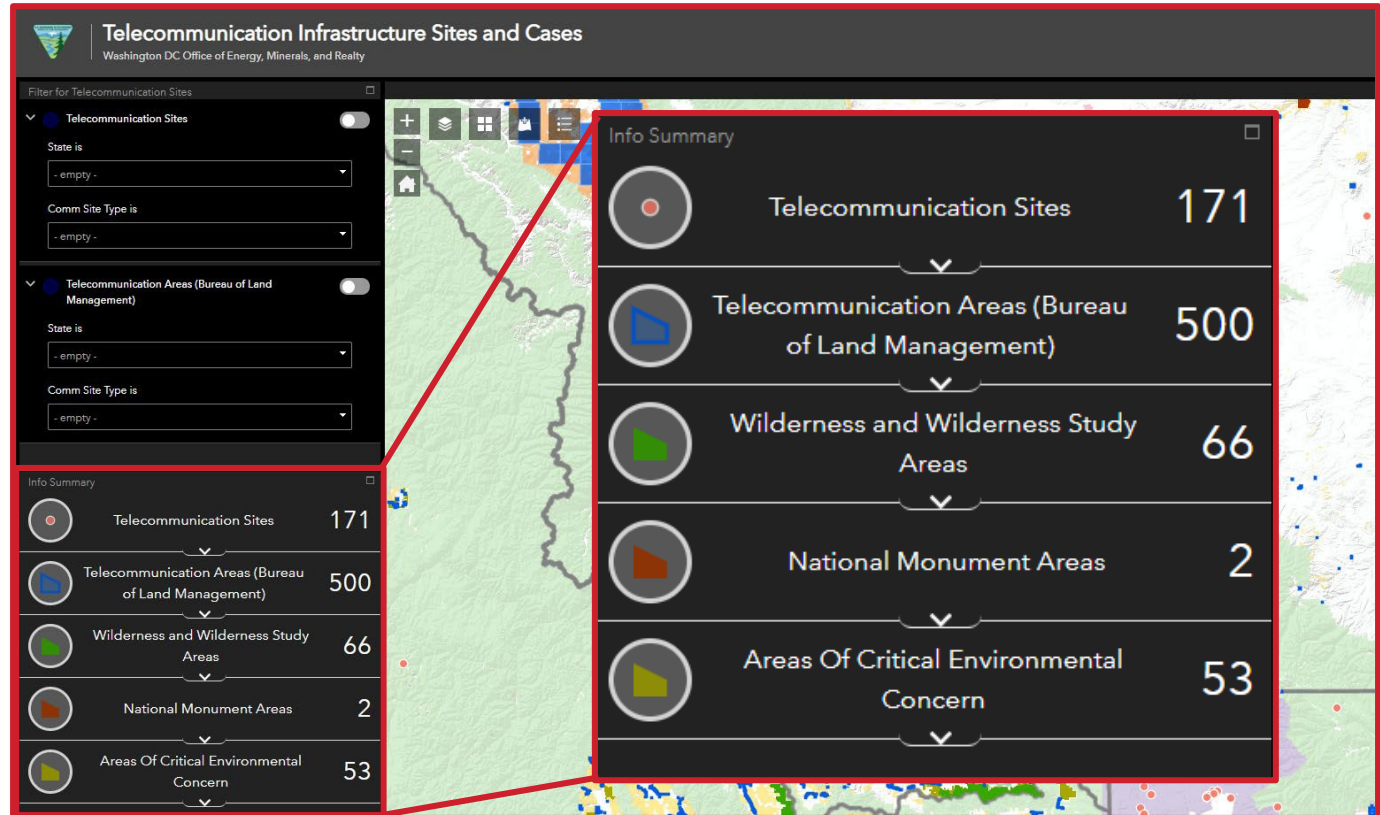 Telecommunication Infrastructure Sites and Cases
Washington DC Office of Energy, Minerals, and Realty
Filter for Telecommunication Sites
Telecommunication Sites
State is
- empty -
Comm Site Type is
- empty -
Telecommunication Areas (Bureau of Land
Management)
State is
- empty -
Comm Site Type is
- empty -
Info Summary
Telecommunication Sites 171
Telecommunication Areas (Bureau
of Land Management) 500
Wilderness and Wilderness Study
Areas 66
National Monument Areas 2
Areas Of Critical Environmental
Concern 53
Info Summary
Telecommunication Sites 171
Telecommunication Areas (Bureau
of Land Management) 500
Wilderness and Wilderness Study
Areas 66
National Monument Areas 2
Areas Of Critical Environmental
Concern 53